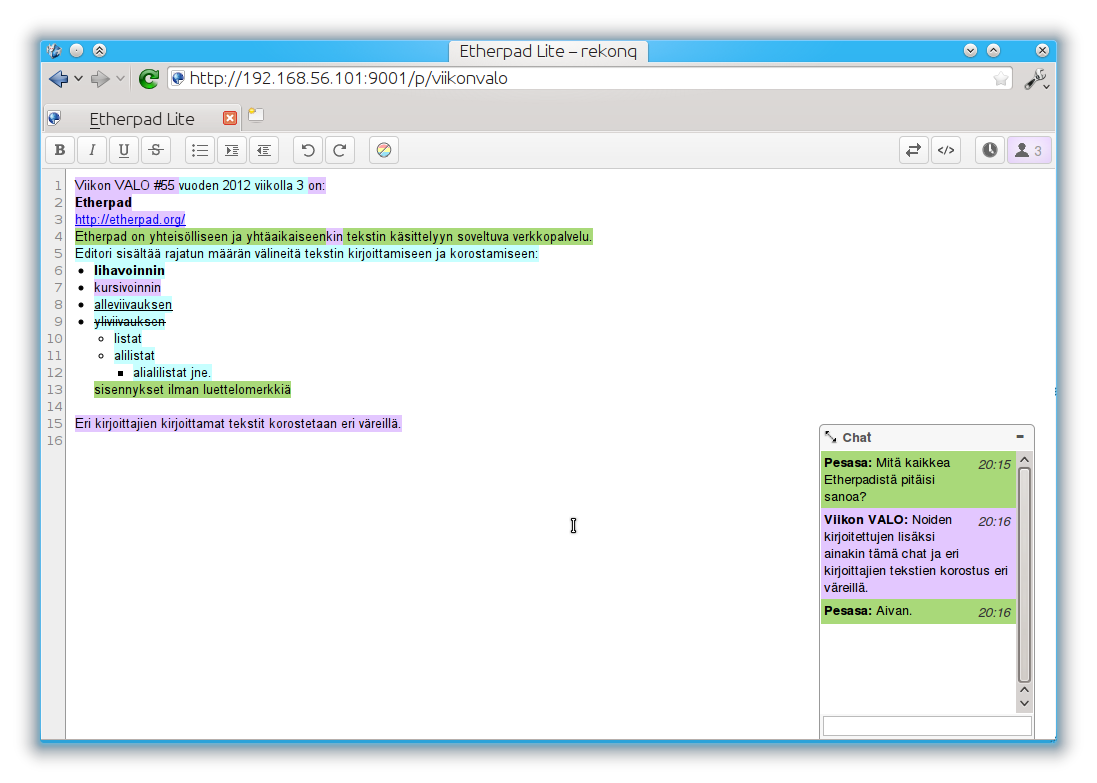 Etherpad Lite – rekonq
http://192.168.56.101:9001/p/viikonvalo
Etherpad Lite
B I U S </> 3
1 Viikon VALO #55 vuoden 2012 viikolla 3 on:
2 Etherpad
3 http://etherpad.org/
4 Etherpad on yhteisölliseen ja yhtäaikaiseenkin tekstin käsittelyyn soveltuva verkkopalvelu.
5 Editori sisältää rajatun määrän välineitä tekstin kirjoittamiseen ja korostamiseen:
6 • lihavoinnin
7 • kursivoinnin
8 • alleviivauksen
9 • yliviivauksen
10 ◦ listat
11 ◦ alilistat
12 ▪ alialilistat jne.
13 sisennykset ilman luettelomerkkiä
14
15 Eri kirjoittajien kirjoittamat tekstit korostetaan eri väreillä.
16
Chat
Pesasa: Mitä kaikkea 20:15
Etherpadistä pitäisi
sanoa?
Viikon VALO: Noiden 20:16
kirjoitettujen lisäksi
ainakin tämä chat ja eri
kirjoittajien tekstien korostus eri
väreillä.
Pesasa: Aivan. 20:16